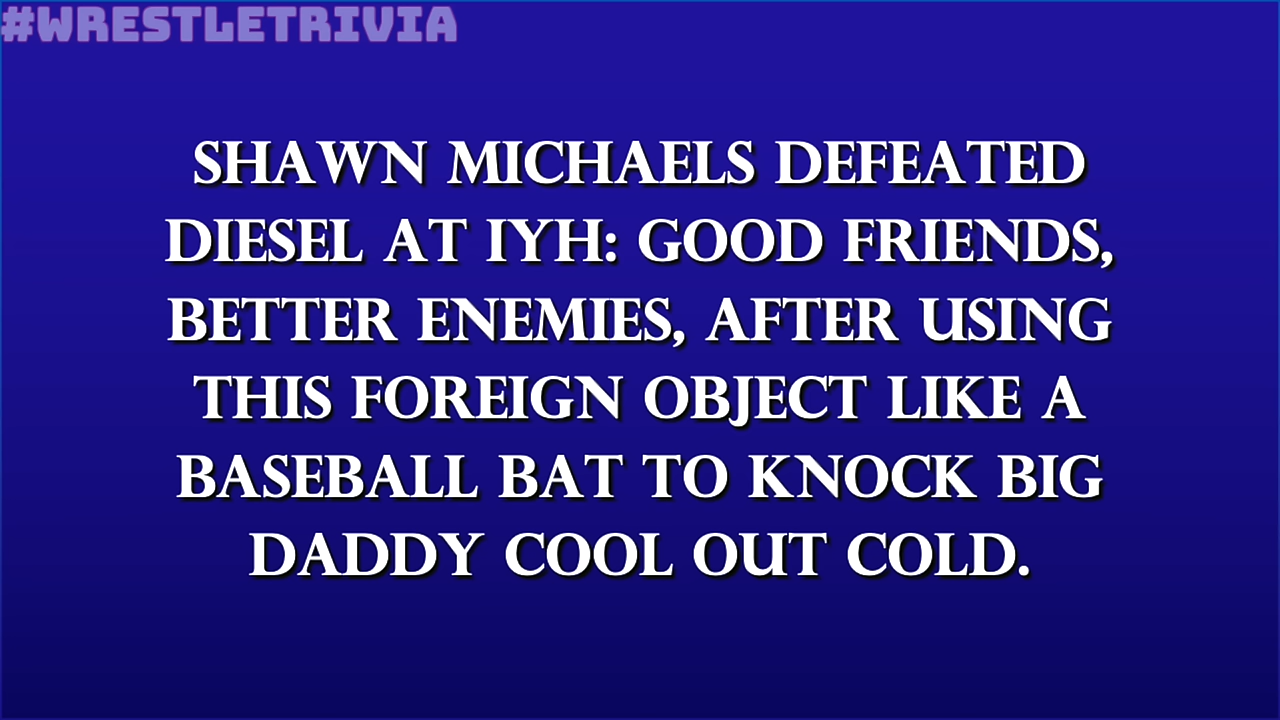 #WRESTLETRIVIA
SHAWN MICHAELS DEFEATED
DIESEL AT IYH: GOOD FRIENDS,
BETTER ENEMIES, AFTER USING
THIS FOREIGN OBJECT LIKE A
BASEBALL BAT TO KNOCK BIG
DADDY COOL OUT COLD.